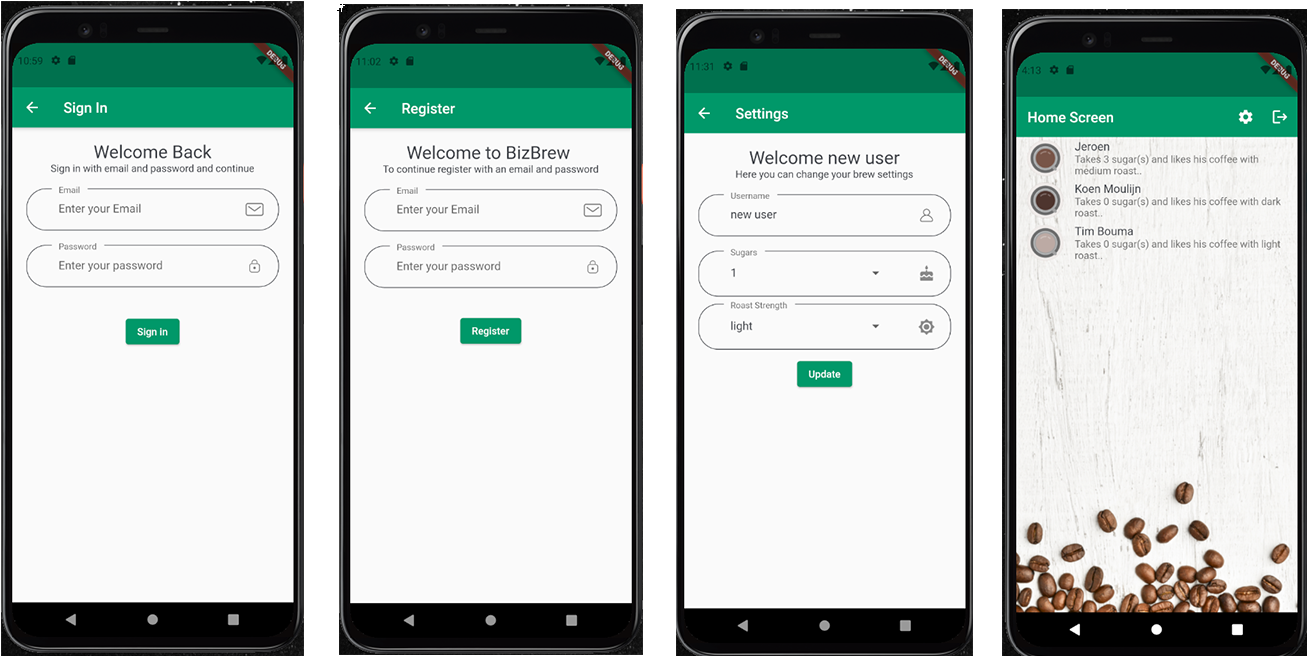 10:59
DEBUG
Sign In
Welcome Back
Sign in with email and password and continue
Email
Enter your Email
Password
Enter your password
Sign in
11:02
DEBUG
Register
Welcome to BizBrew
To continue register with an email and password
Email
Enter your Email
Password
Enter your password
Register
11:31
DEBUG
Settings
Welcome new user
Here you can change your brew settings
Username
new user
Sugars
1
Roast Strength
light
Update
4:13
DEBUG
Home Screen
Jeroen
Takes 3 sugar(s) and likes his coffee with
medium roast..
Koen Moulijn
Takes 0 sugar(s) and likes his coffee with dark
roast..
Tim Bouma
Takes 0 sugar(s) and likes his coffee with light
roast..